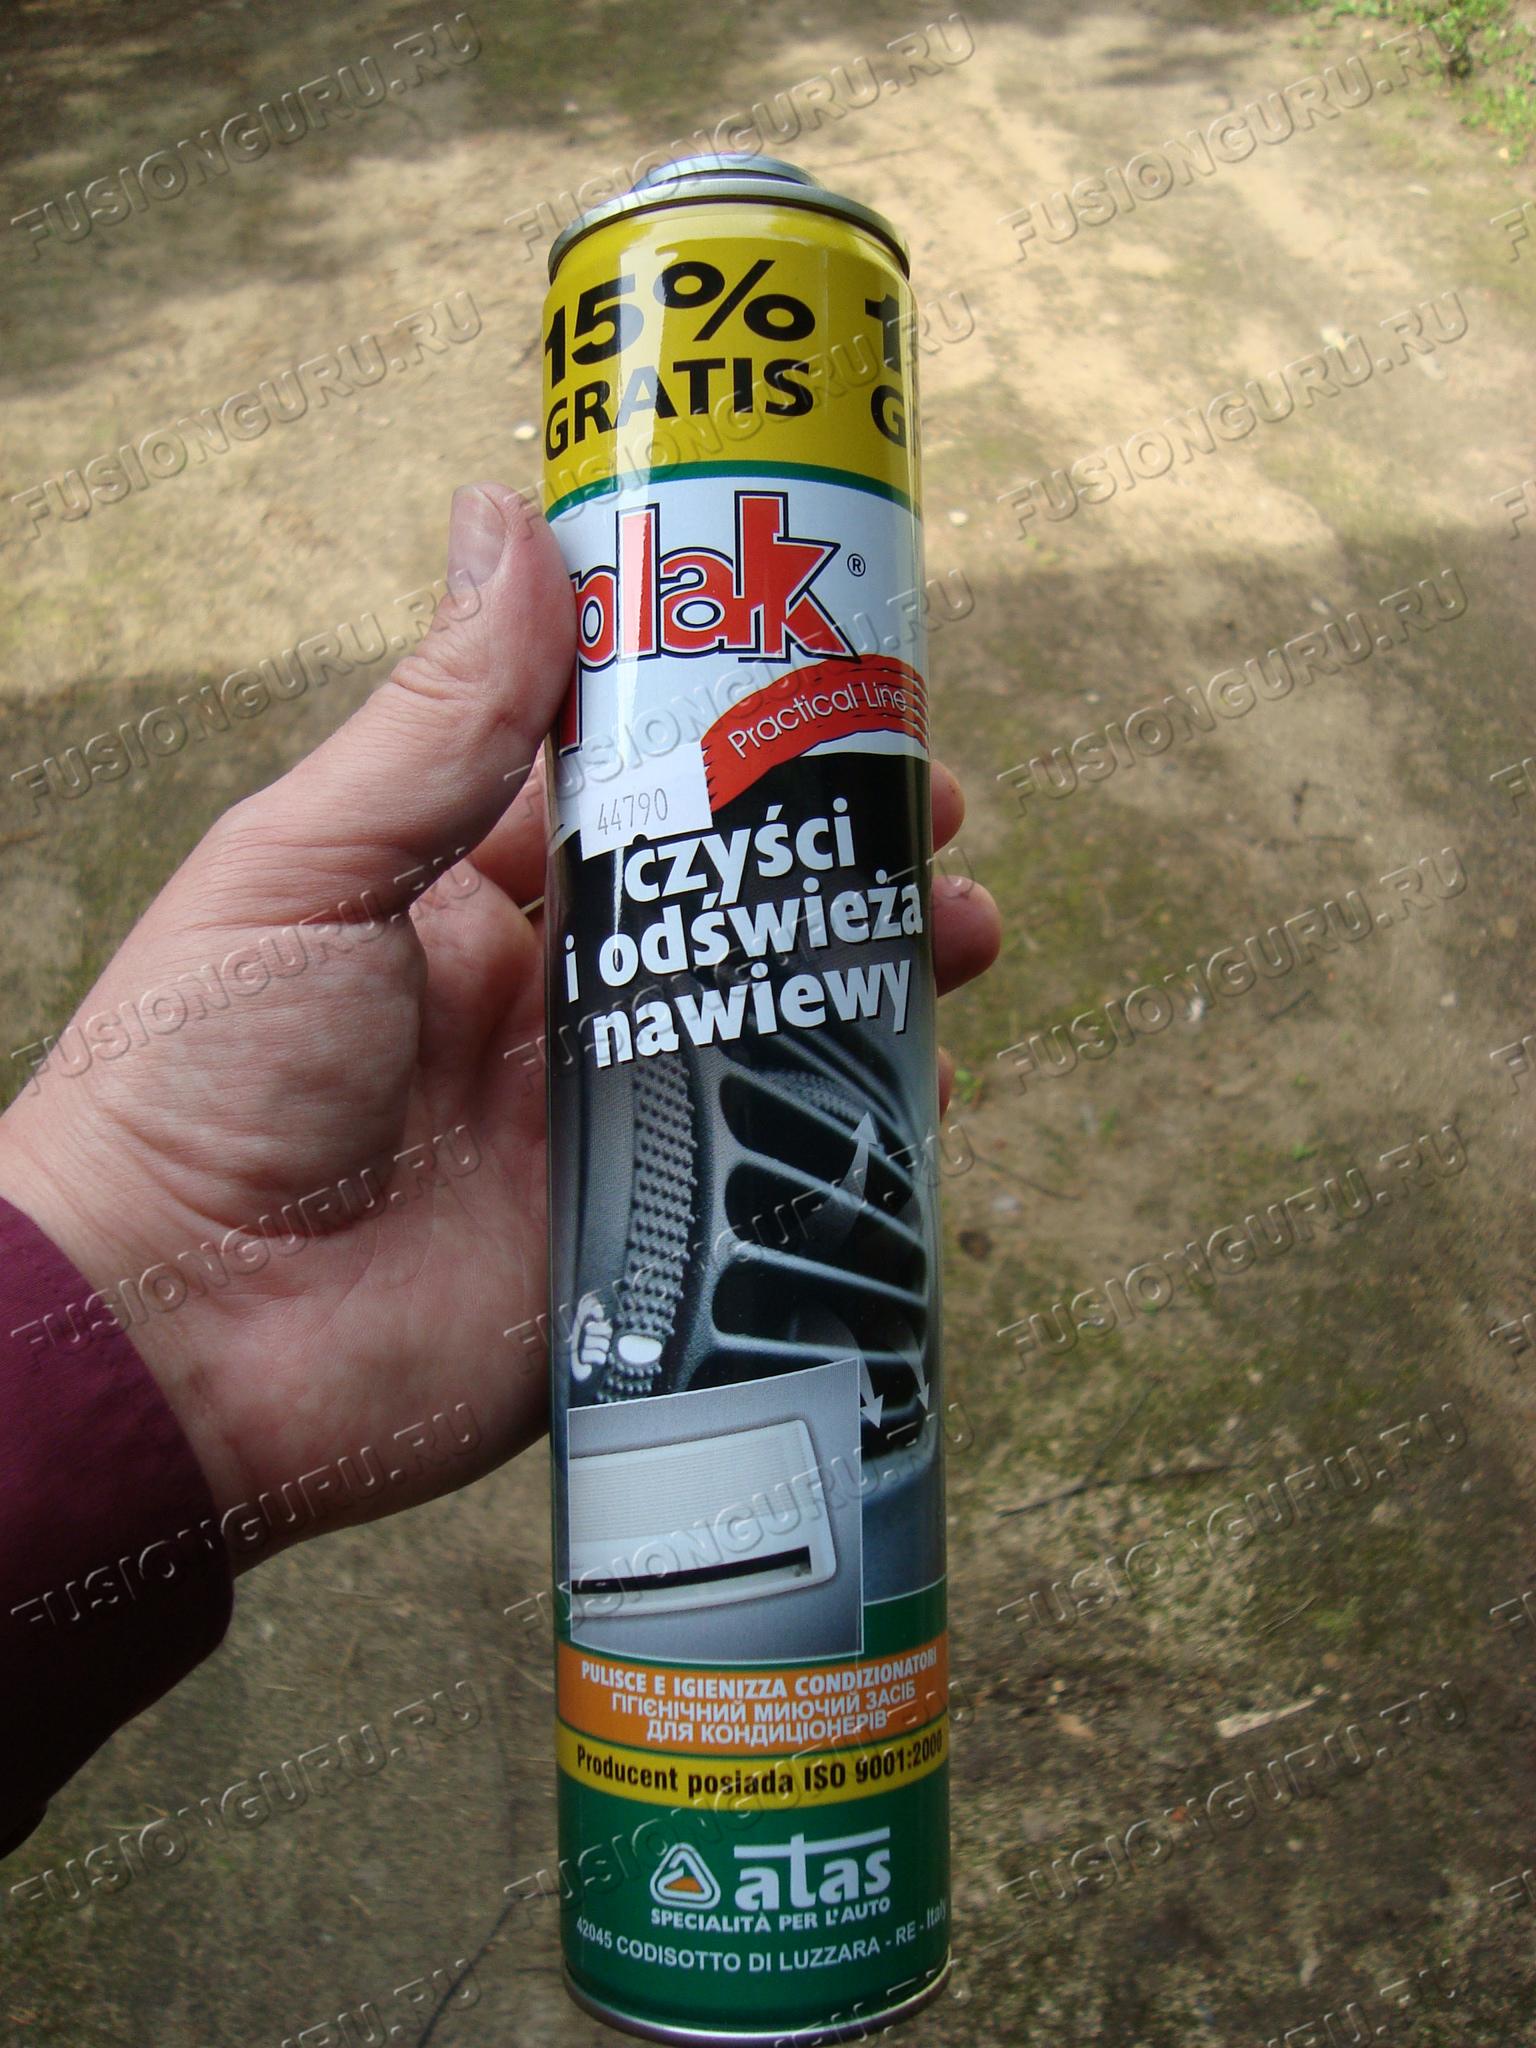 15%
GRATIS
plak®
Practical Line
44790
czyści
i odświeża
nawiewy
PULISCE E IGIENIZZA CONDIZIONATORI
ГІГІЄНІЧНИЙ МИЮЧИЙ ЗАСІБ
ДЛЯ КОНДИЦІОНЕРІВ
Producent posiada ISO 9001:2000
atas
SPECIALITÀ PER L'AUTO
42045 CODISOTTO DI LUZZARA - RE - Italy
FUSIONGURU.RU